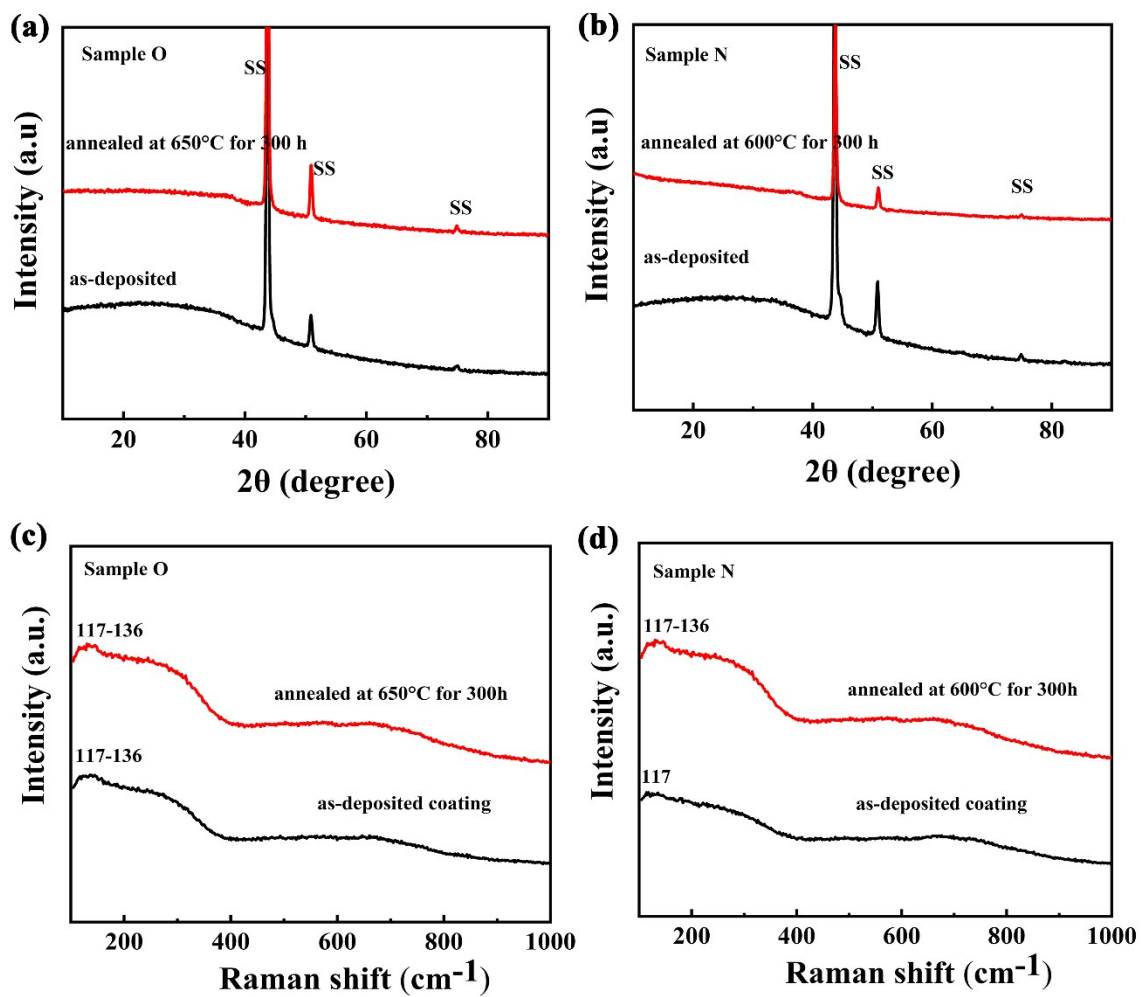 (a)
Sample O
SS
annealed at 650°C for 300 h
SS
SS
as-deposited
Intensity (a.u)
20
40
60
80
2θ (degree)
(b)
Sample N
SS
annealed at 600°C for 300 h
SS
SS
as-deposited
Intensity (a.u)
20
40
60
80
2θ (degree)
(c)
Sample O
117-136
annealed at 650°C for 300h
117-136
as-deposited coating
Intensity (a.u.)
200
400
600
800
1000
Raman shift (cm-1)
(d)
Sample N
117-136
annealed at 600°C for 300h
117
as-deposited coating
Intensity (a.u.)
200
400
600
800
1000
Raman shift (cm-1)